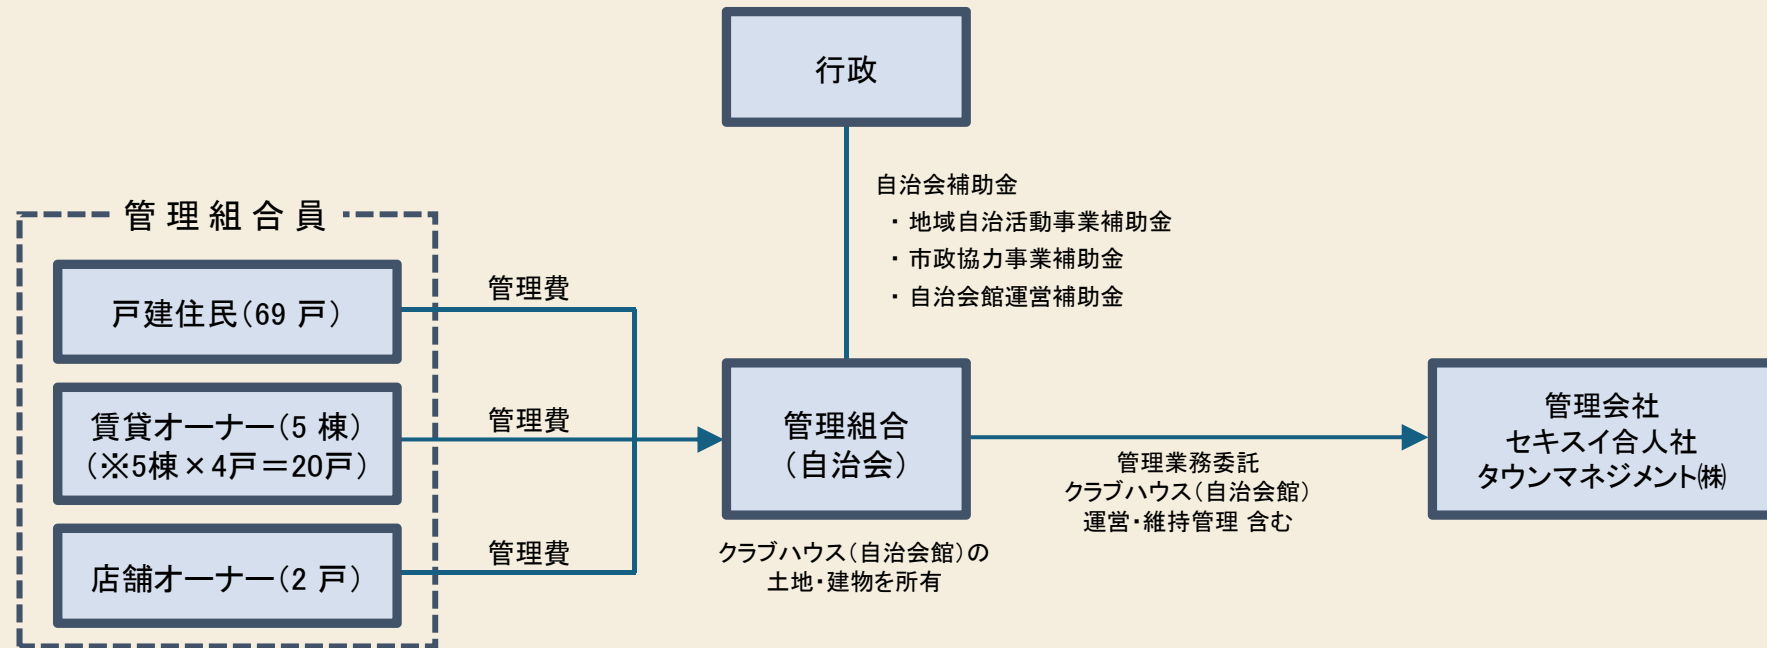 行政
自治会補助金
・ 地域自治活動事業補助金
・ 市政協力事業補助金
・ 自治会館運営補助金
管理組合員
戸建住民(69 戸)
管理費
賃貸オーナー(5 棟)
(※5棟×4戸=20戸)
管理費
店舗オーナー(2 戸)
管理費
管理組合
(自治会)
クラブハウス(自治会館)の
土地・建物を所有
管理業務委託
クラブハウス(自治会館)
運営・維持管理 含む
管理会社
セキスイ合人社
タウンマネジメント㈱